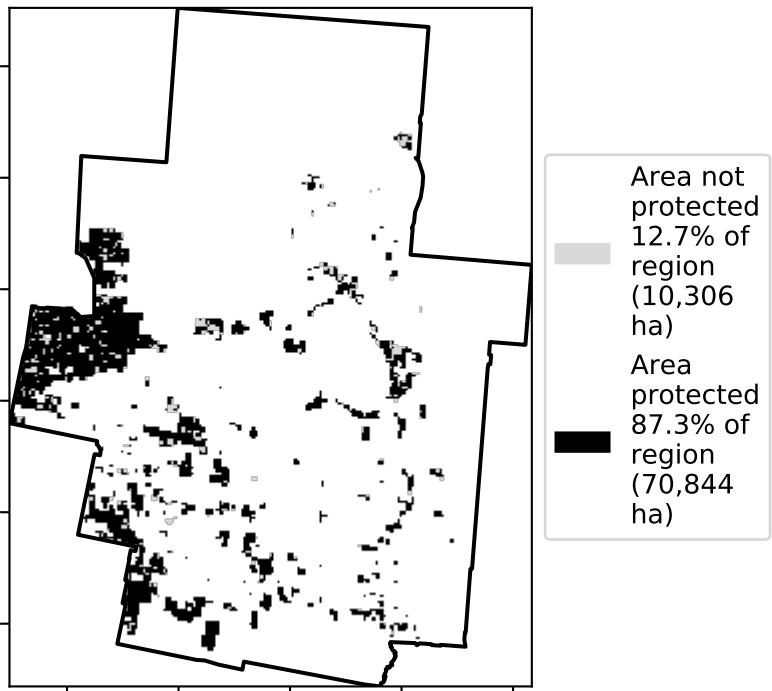 Area not
protected
12.7% of
region
(10,306
ha)
Area
protected
87.3% of
region
(70,844
ha)